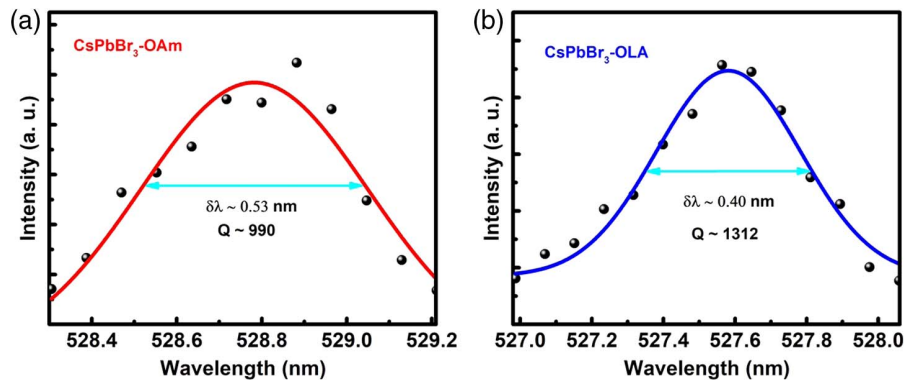 (a)
CsPbBr₃-OAm
δλ ~ 0.53 nm
Q ~ 990
Intensity (a. u.)
528.4 528.6 528.8 529.0 529.2
Wavelength (nm)
(b)
CsPbBr₃-OLA
δλ ~ 0.40 nm
Q ~ 1312
Intensity (a. u.)
527.0 527.2 527.4 527.6 527.8 528.0
Wavelength (nm)